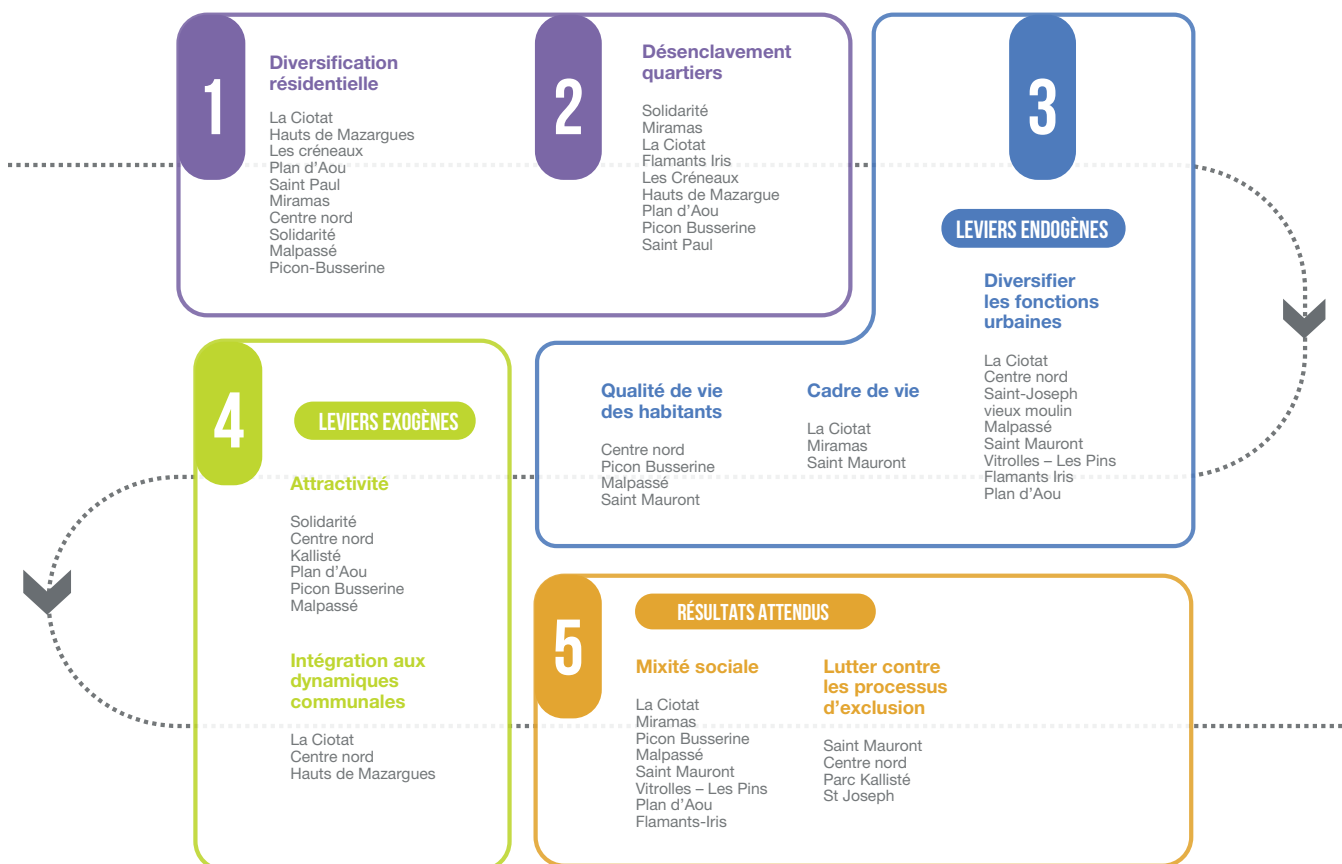 1
Diversification
résidentielle
La Ciotat
Hauts de Mazargues
Les créneaux
Plan d'Aou
Saint Paul
Miramas
Centre nord
Solidarité
Malpassé
Picon-Busserine
2
Désenclavement
quartiers
Solidarité
Miramas
La Ciotat
Flamants Iris
Les Créneaux
Hauts de Mazargue
Plan d'Aou
Picon Busserine
Saint Paul
3
LEVIERS ENDOGÈNES
Diversifier
les fonctions
urbaines
La Ciotat
Centre nord
Saint-Joseph
vieux moulin
Malpassé
Saint Mauront
Vitrolles – Les Pins
Flamants Iris
Plan d'Aou
Qualité de vie
des habitants
Centre nord
Picon Busserine
Malpassé
Saint Mauront
Cadre de vie
La Ciotat
Miramas
Saint Mauront
4
LEVIERS EXOGÈNES
Attractivité
Solidarité
Centre nord
Kallisté
Plan d'Aou
Picon Busserine
Malpassé
Intégration aux
dynamiques
communales
La Ciotat
Centre nord
Hauts de Mazargues
5
RÉSULTATS ATTENDUS
Mixité sociale
La Ciotat
Miramas
Picon Busserine
Malpassé
Saint Mauront
Vitrolles – Les Pins
Plan d'Aou
Flamants-Iris
Lutter contre
les processus
d'exclusion
Saint Mauront
Centre nord
Parc Kallisté
St Joseph